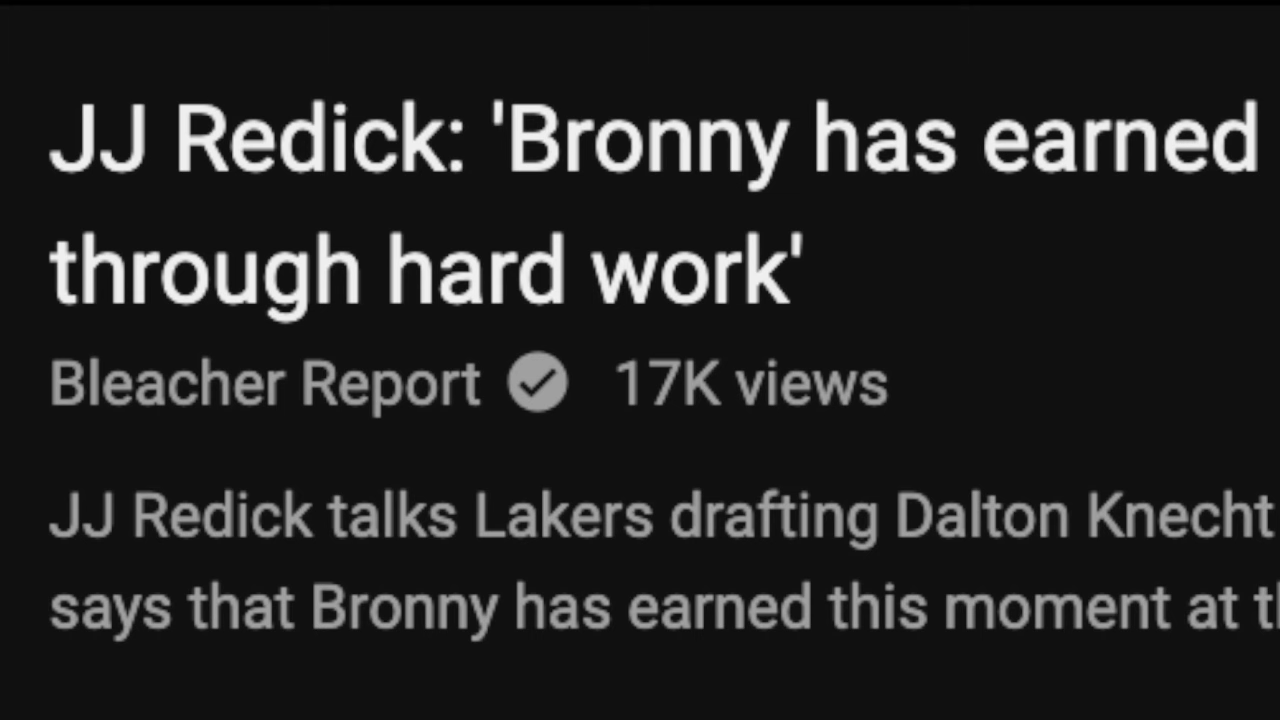 JJ Redick: 'Bronny has earned
through hard work'
Bleacher Report 17K views
JJ Redick talks Lakers drafting Dalton Knecht
says that Bronny has earned this moment at